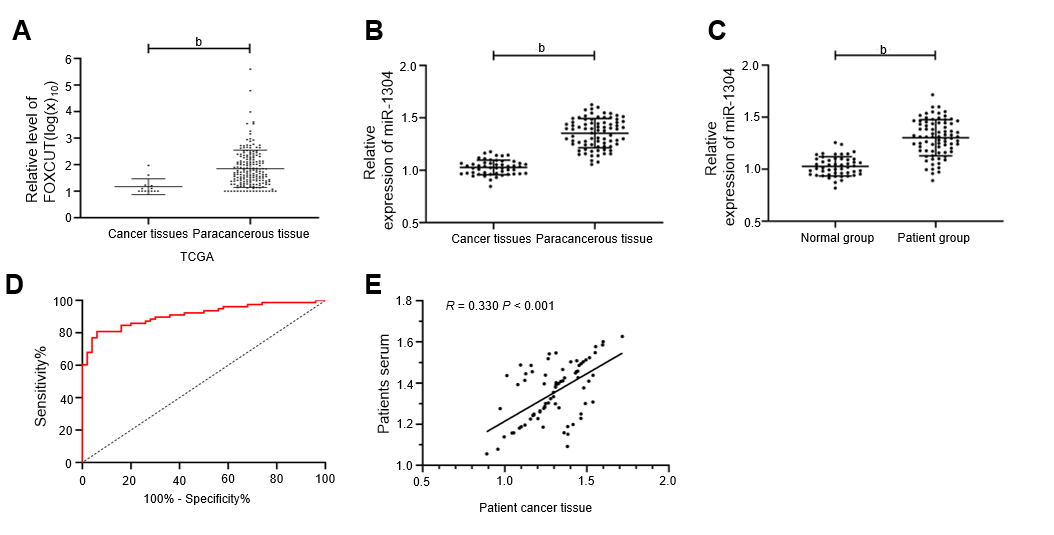 A
b
Relative level of
FOXCUT(log(x)10)
6
5
4
3
2
1
0
Cancer tissues Paracancerous tissue
TCGA
B
b
Relative
expression of miR-1304
2.0
1.5
1.0
0.5
Cancer tissues Paracancerous tissue
C
b
Relative
expression of miR-1304
2.0
1.5
1.0
0.5
Normal group Patient group
D
Sensitivity%
100
80
60
40
20
0
0 20 40 60 80 100
100% - Specificity%
E
R = 0.330 P < 0.001
Patients serum
1.8
1.6
1.4
1.2
1.0
0.5 1.0 1.5 2.0
Patient cancer tissue